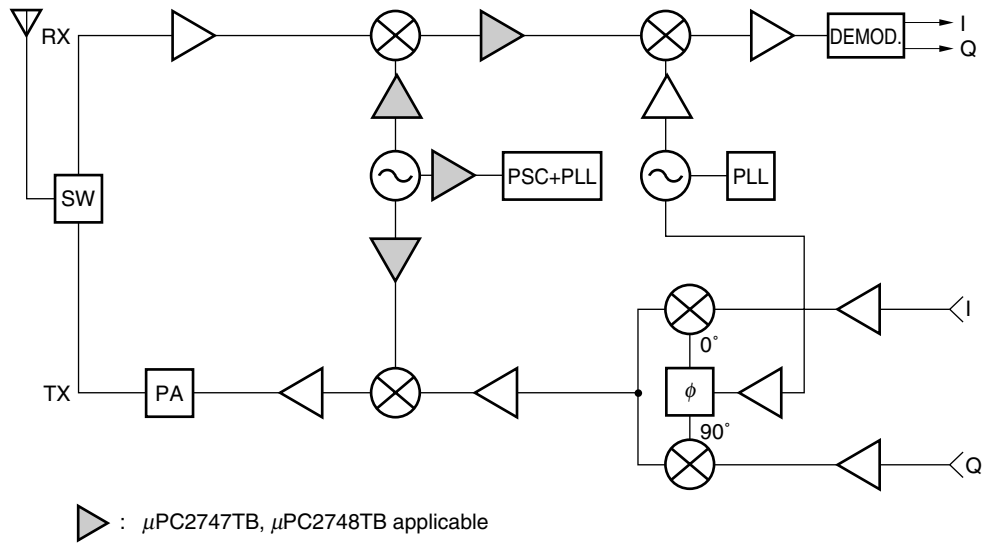 RX
DEMOD.
I
Q
SW
PSC+PLL
PLL
I
0°
TX
PA
ϕ
90°
Q
: μPC2747TB, μPC2748TB applicable